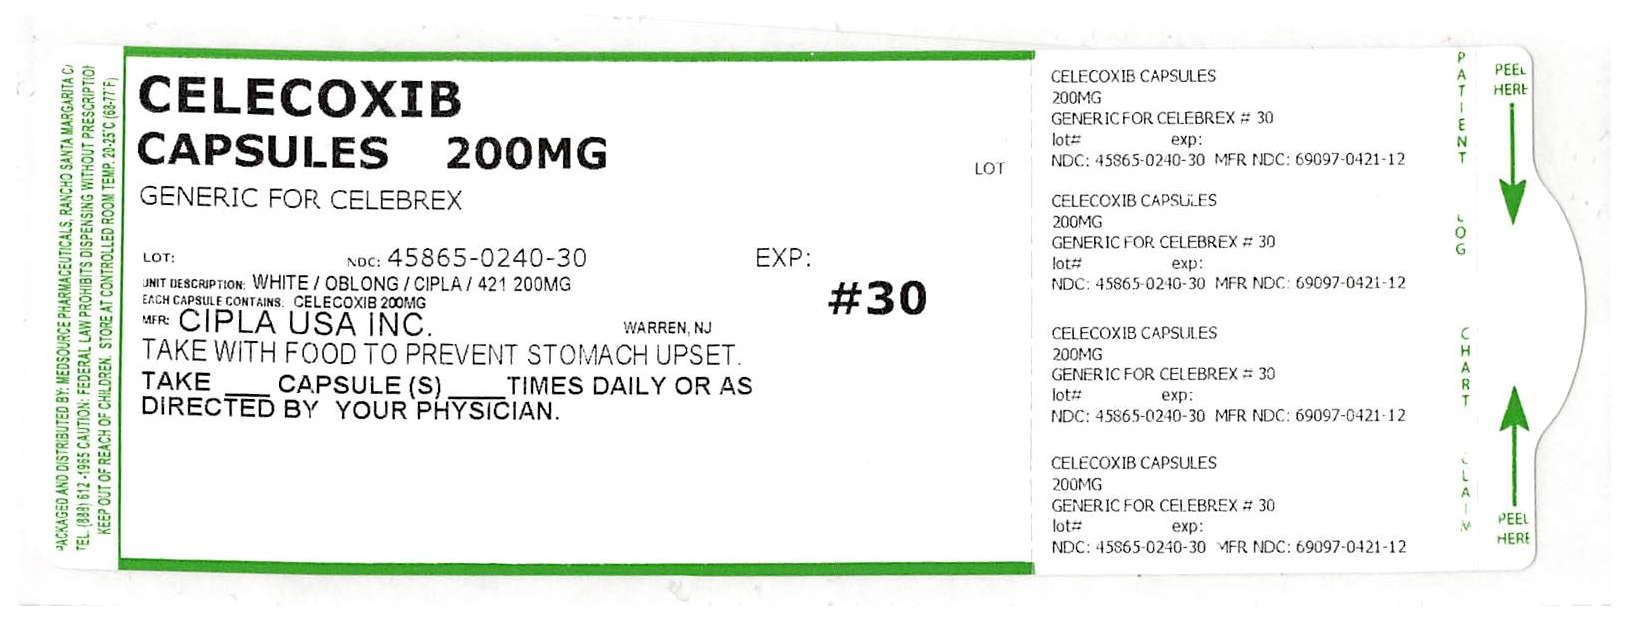 PACKAGED AND DISTRIBUTED BY: MEDSOURCE PHARMACEUTICALS, RANCHO SANTA MARGARITA
TEL. (888) 612 -1965 CAUTION: FEDERAL LAW PROHIBITS DISPENSING WITHOUT PRESCRIPTION
KEEP OUT OF REACH OF CHILDREN. STORE AT CONTROLLED ROOM TEMP. 20-25°C (68-77°F)
CELECOXIB
CAPSULES 200MG
GENERIC FOR CELEBREX
LOT
LOT: NDC: 45865-0240-30 EXP:
UNIT DESCRIPTION: WHITE / OBLONG / CIPLA / 421 200MG
EACH CAPSULE CONTAINS: CELECOXIB 200MG
#30
MFR: CIPLA USA INC. WARREN, NJ
TAKE WITH FOOD TO PREVENT STOMACH UPSET.
TAKE ___ CAPSULE (S) ____ TIMES DAILY OR AS
DIRECTED BY YOUR PHYSICIAN.
CELECOXIB CAPSULES
200MG
GENERIC FOR CELEBREX # 30
lot# exp:
NDC: 45865-0240-30 MFR NDC: 69097-0421-12
PATIENT
CELECOXIB CAPSULES
200MG
GENERIC FOR CELEBREX # 30
lot# exp:
NDC: 45865-0240-30 MFR NDC: 69097-0421-12
LOG
CELECOXIB CAPSULES
200MG
GENERIC FOR CELEBREX # 30
lot# exp:
NDC: 45865-0240-30 MFR NDC: 69097-0421-12
CHART
CELECOXIB CAPSULES
200MG
GENERIC FOR CELEBREX # 30
lot# exp:
NDC: 45865-0240-30 MFR NDC: 69097-0421-12
CLAIM
PEEL
HERE
PEEL
HERE